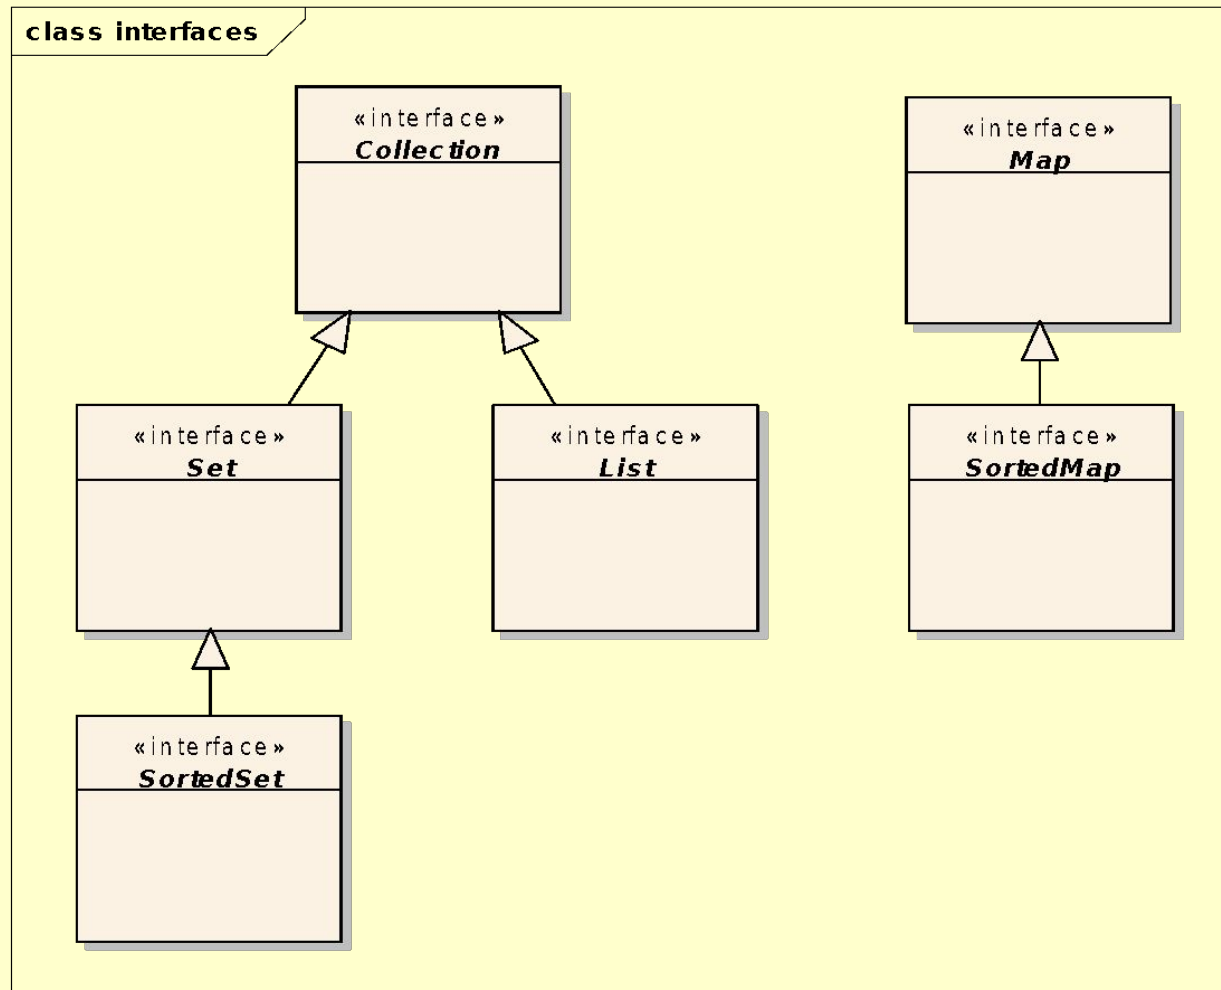 class interfaces
«interface»
Collection
«interface»
Map
«interface»
Set
«interface»
List
«interface»
SortedMap
«interface»
SortedSet